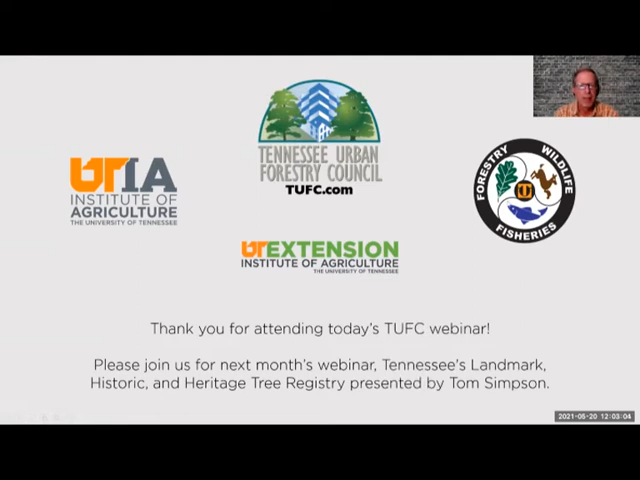 TENNESSEE URBAN
FORESTRY COUNCIL
TUFC.com
UTIA
INSTITUTE OF
AGRICULTURE
THE UNIVERSITY OF TENNESSEE
FORESTRY WILDLIFE
FISHERIES
UT EXTENSION
INSTITUTE OF AGRICULTURE
THE UNIVERSITY OF TENNESSEE
Thank you for attending today's TUFC webinar!
Please join us for next month's webinar, Tennessee's Landmark,
Historic, and Heritage Tree Registry presented by Tom Simpson.
2021-05-20 12:03:04